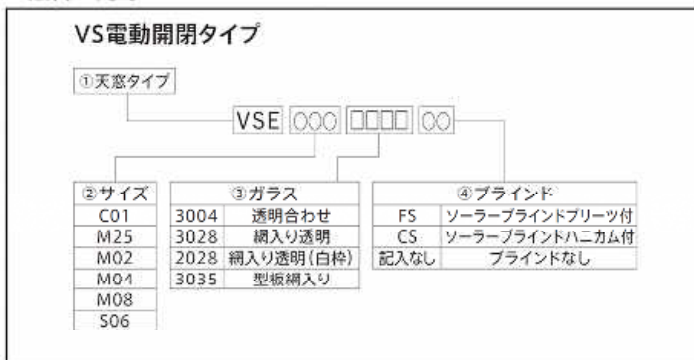 VS電動開閉タイプ
①天窓タイプ
VSE ○○○ □□□□ ○○
②サイズ
C01
M25
M02
M04
M08
S06
③ガラス
3004 透明合わせ
3028 網入り透明
2028 網入り透明(白枠)
3035 型板網入り
④ブラインド
FS ソーラーブラインドプリーツ付
CS ソーラーブラインドハニカム付
記入なし ブラインドなし